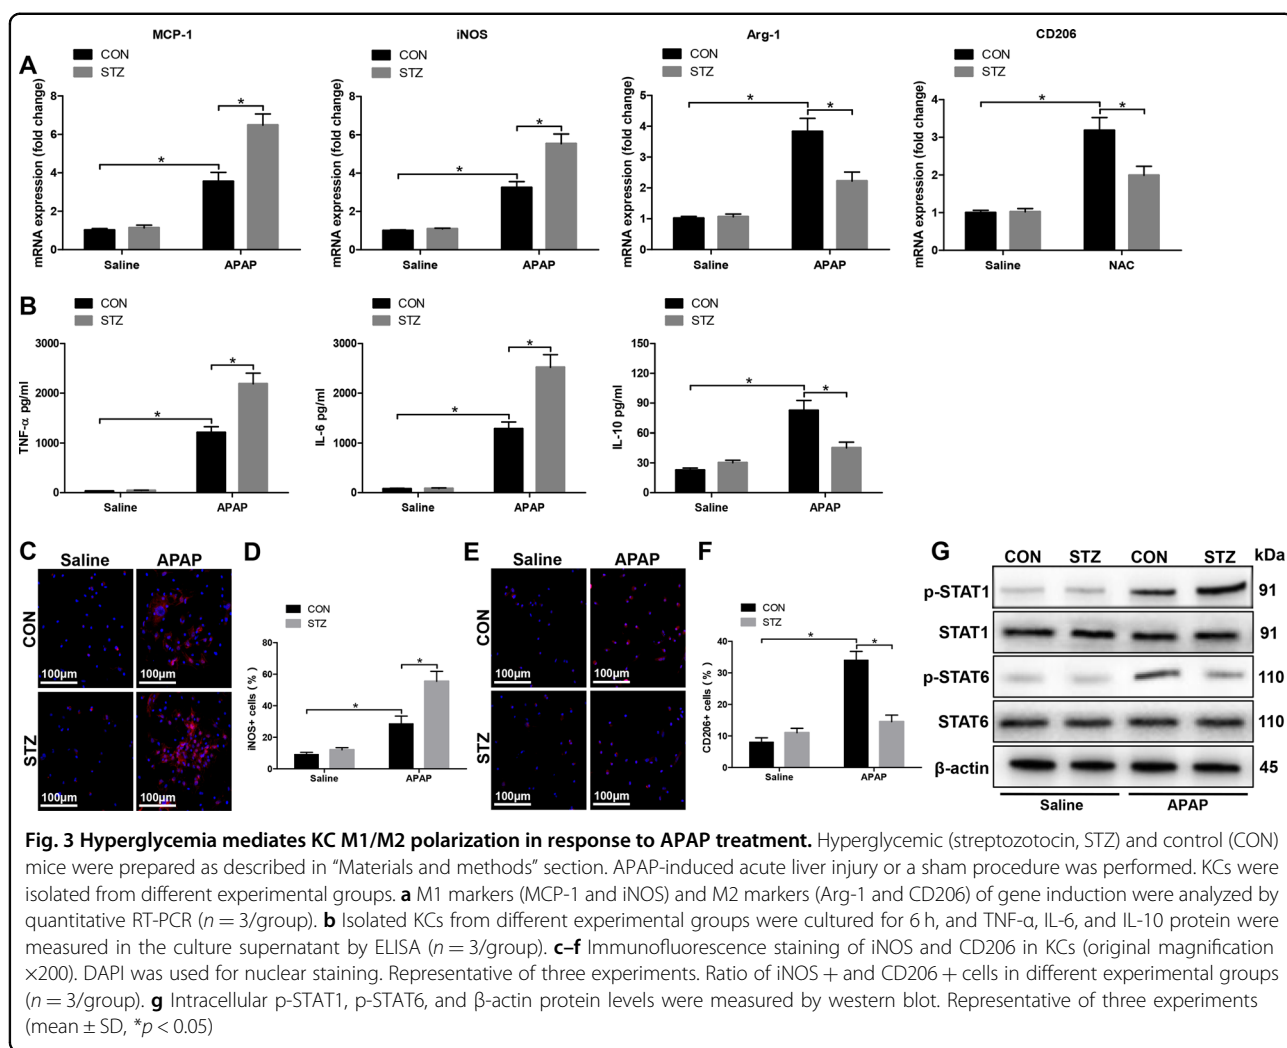 MCP-1
iNOS
Arg-1
CD206
A
CON
STZ
mRNA expression (fold change)
8
6
4
2
0
Saline
APAP
*
*
CON
STZ
mRNA expression (fold change)
8
6
4
2
0
Saline
APAP
*
*
CON
STZ
mRNA expression (fold change)
5
4
3
2
1
0
Saline
APAP
*
*
CON
STZ
mRNA expression (fold change)
4
3
2
1
0
Saline
NAC
*
*
B
CON
STZ
TNF-α pg/ml
3000
2000
1000
0
Saline
APAP
*
*
CON
STZ
IL-6 pg/ml
3000
2000
1000
0
Saline
APAP
*
*
CON
STZ
IL-10 pg/ml
150
120
90
60
30
0
Saline
APAP
*
*
C
Saline
APAP
CON
STZ
100μm
100μm
100μm
100μm
D
CON
STZ
iNOS+ cells ( % )
80
60
40
20
0
Saline
APAP
*
*
E
Saline
APAP
CON
STZ
100μm
100μm
100μm
100μm
F
CON
STZ
CD206+ cells ( % )
40
30
20
10
0
Saline
APAP
*
*
G
CON STZ CON STZ kDa
p-STAT1 91
STAT1 91
p-STAT6 110
STAT6 110
β-actin 45
Saline APAP
Fig. 3 Hyperglycemia mediates KC M1/M2 polarization in response to APAP treatment. Hyperglycemic (streptozotocin, STZ) and control (CON)
mice were prepared as described in “Materials and methods” section. APAP-induced acute liver injury or a sham procedure was performed. KCs were
isolated from different experimental groups. a M1 markers (MCP-1 and iNOS) and M2 markers (Arg-1 and CD206) of gene induction were analyzed by
quantitative RT-PCR (n = 3/group). b Isolated KCs from different experimental groups were cultured for 6 h, and TNF-α, IL-6, and IL-10 protein were
measured in the culture supernatant by ELISA (n = 3/group). c–f Immunofluorescence staining of iNOS and CD206 in KCs (original magnification
×200). DAPI was used for nuclear staining. Representative of three experiments. Ratio of iNOS + and CD206 + cells in different experimental groups
(n = 3/group). g Intracellular p-STAT1, p-STAT6, and β-actin protein levels were measured by western blot. Representative of three experiments
(mean ± SD, *p < 0.05)